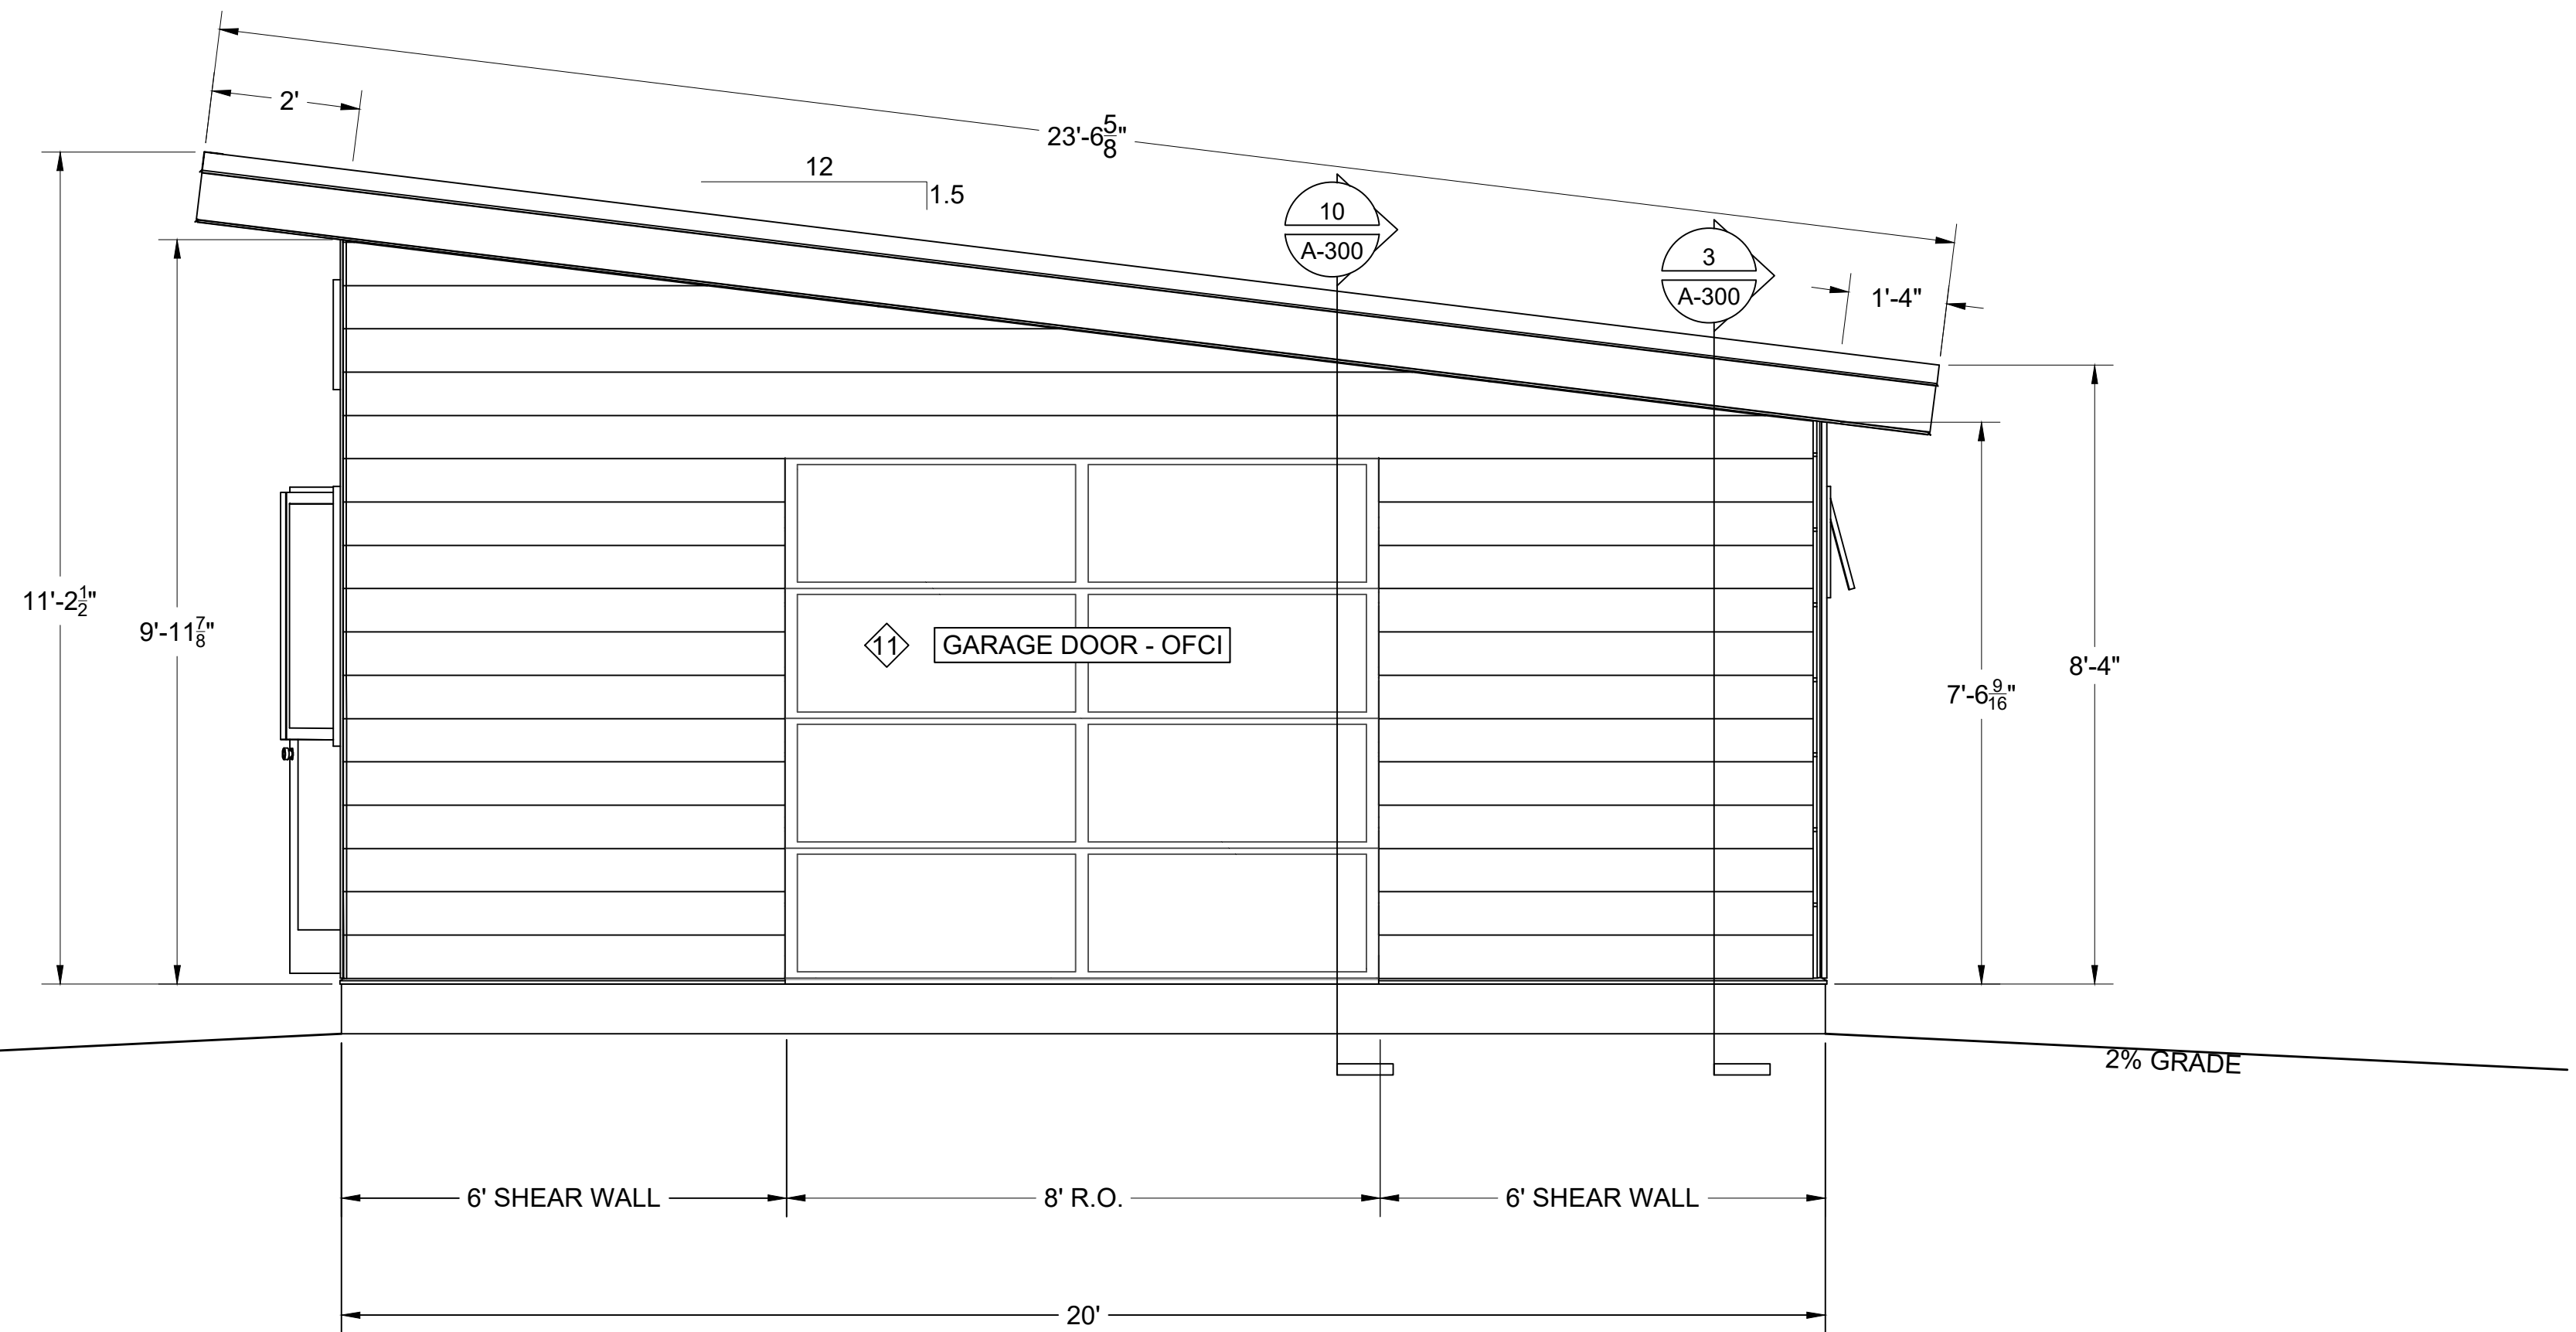 2'
23'-6 5/8"
12
1.5
10
A-300
3
A-300
1'-4"
11'-2 1/2"
9'-11 7/8"
11
GARAGE DOOR - OFCI
7'-6 9/16"
8'-4"
2% GRADE
6' SHEAR WALL
8' R.O.
6' SHEAR WALL
20'